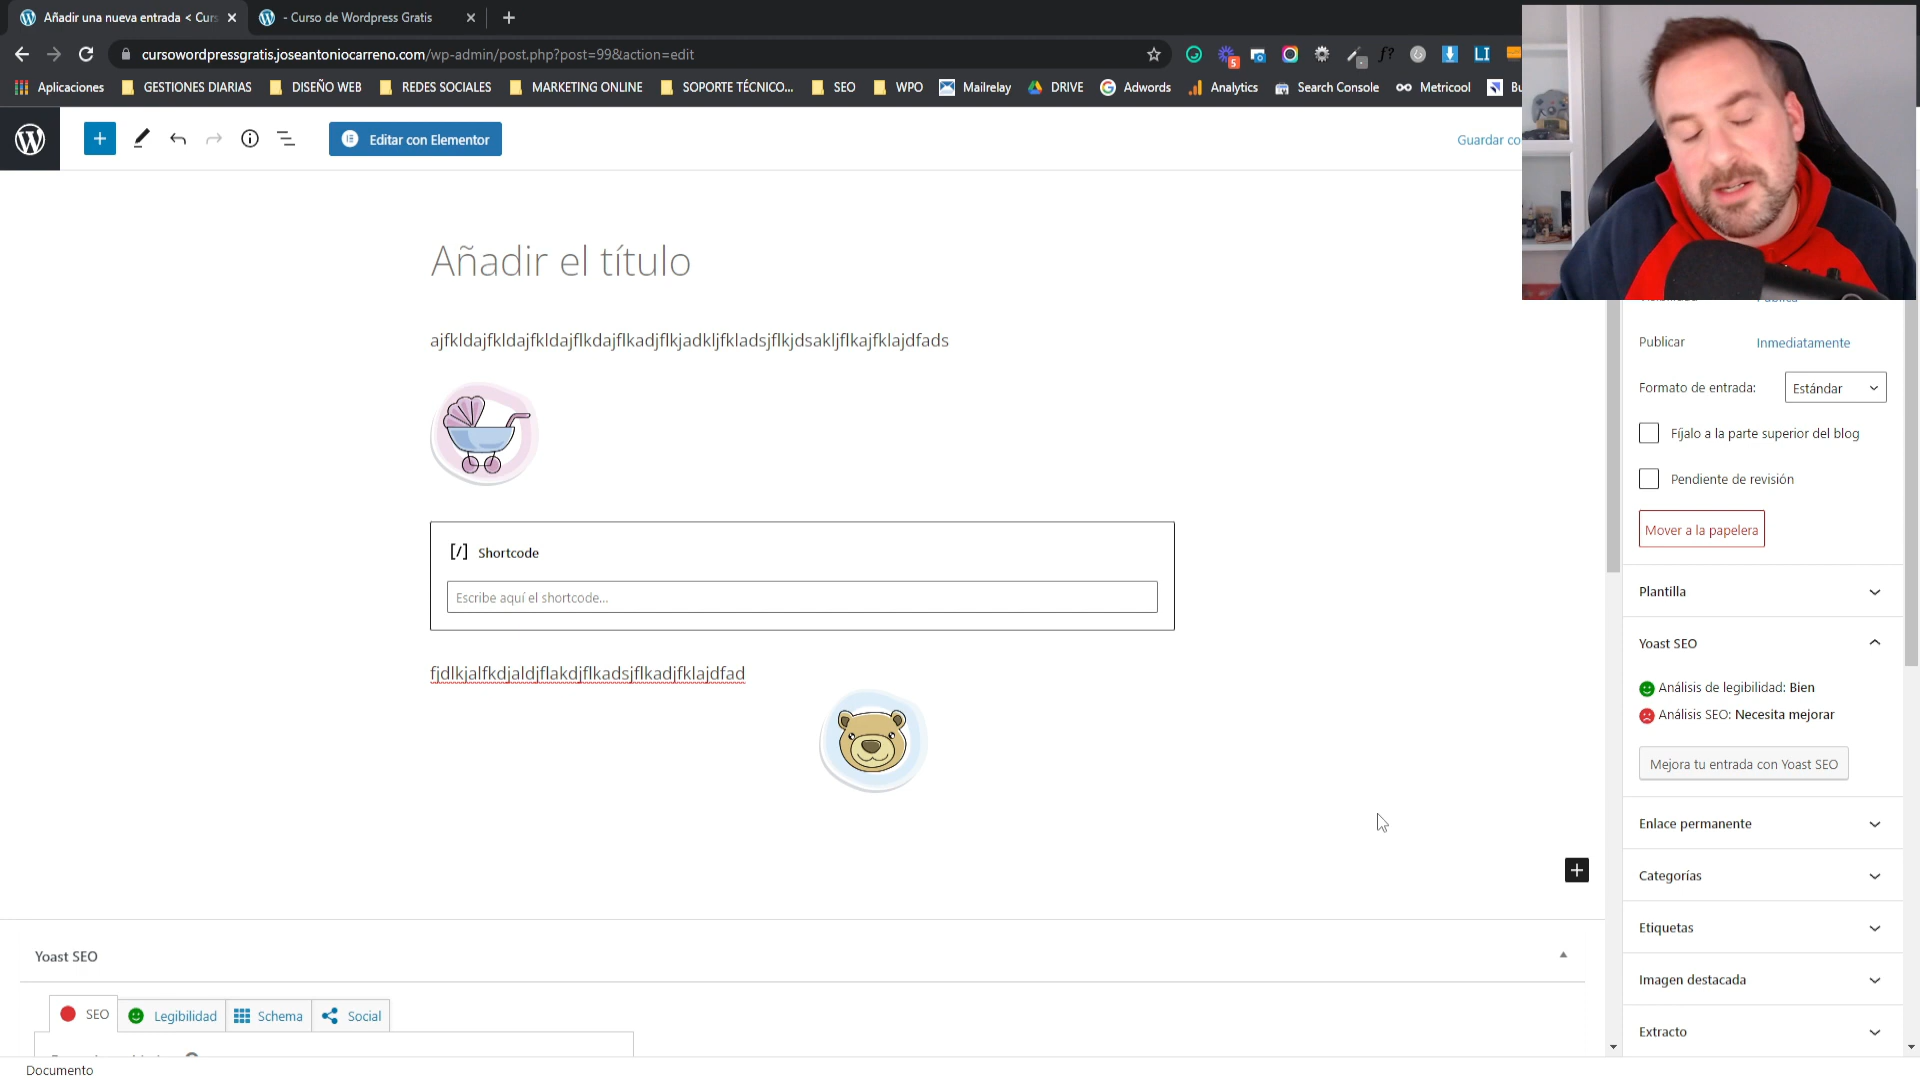 Añadir una nueva entrada < Curs
- Curso de Wordpress Gratis
cursowordpressgratis.joseantoniocarreno.com/wp-admin/post.php?post=99&action=edit
5
f?
LI
Aplicaciones
GESTIONES DIARIAS
DISEÑO WEB
REDES SOCIALES
MARKETING ONLINE
SOPORTE TÉCNICO...
SEO
WPO
Mailrelay
DRIVE
Adwords
Analytics
Search Console
Metricool
Bu
Editar con Elementor
Guardar co
Añadir el título
ajfkldajfkldajfkldajflkdajflkadjflkjadkljfkladsjflkjdsakljflkajfklajdfads
[/] Shortcode
Escribe aquí el shortcode...
fjdlkjalfkdjaldjflakdjflkadsjflkadjfklajdfad
Publicar
Inmediatamente
Formato de entrada:
Estándar
Fíjalo a la parte superior del blog
Pendiente de revisión
Mover a la papelera
Plantilla
Yoast SEO
Análisis de legibilidad: Bien
Análisis SEO: Necesita mejorar
Mejora tu entrada con Yoast SEO
Enlace permanente
Categorías
Etiquetas
Imagen destacada
Extracto
Yoast SEO
SEO
Legibilidad
Schema
Social
Documento